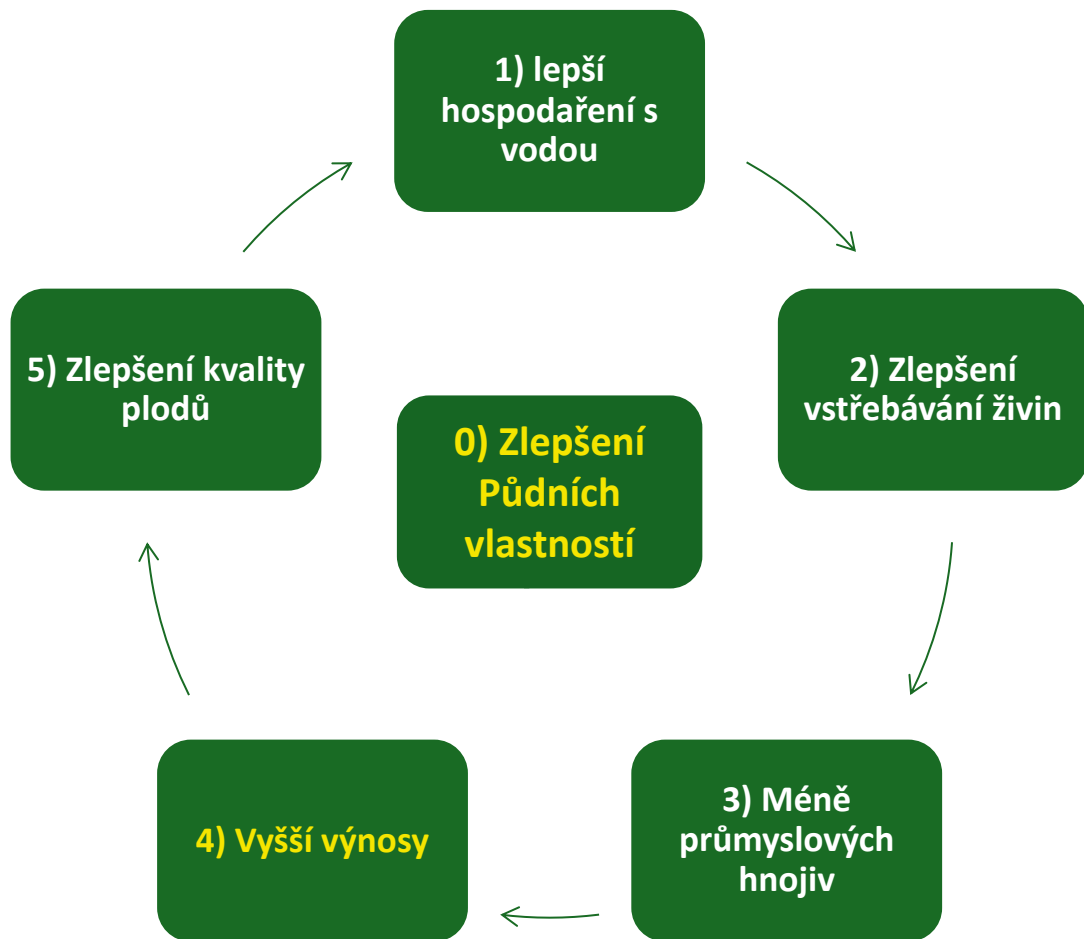 1) lepší
hospodaření s
vodou
2) Zlepšení
vstřebávání živin
3) Méně
průmyslových
hnojiv
4) Vyšší výnosy
5) Zlepšení kvality
plodů
0) Zlepšení
Půdních
vlastností